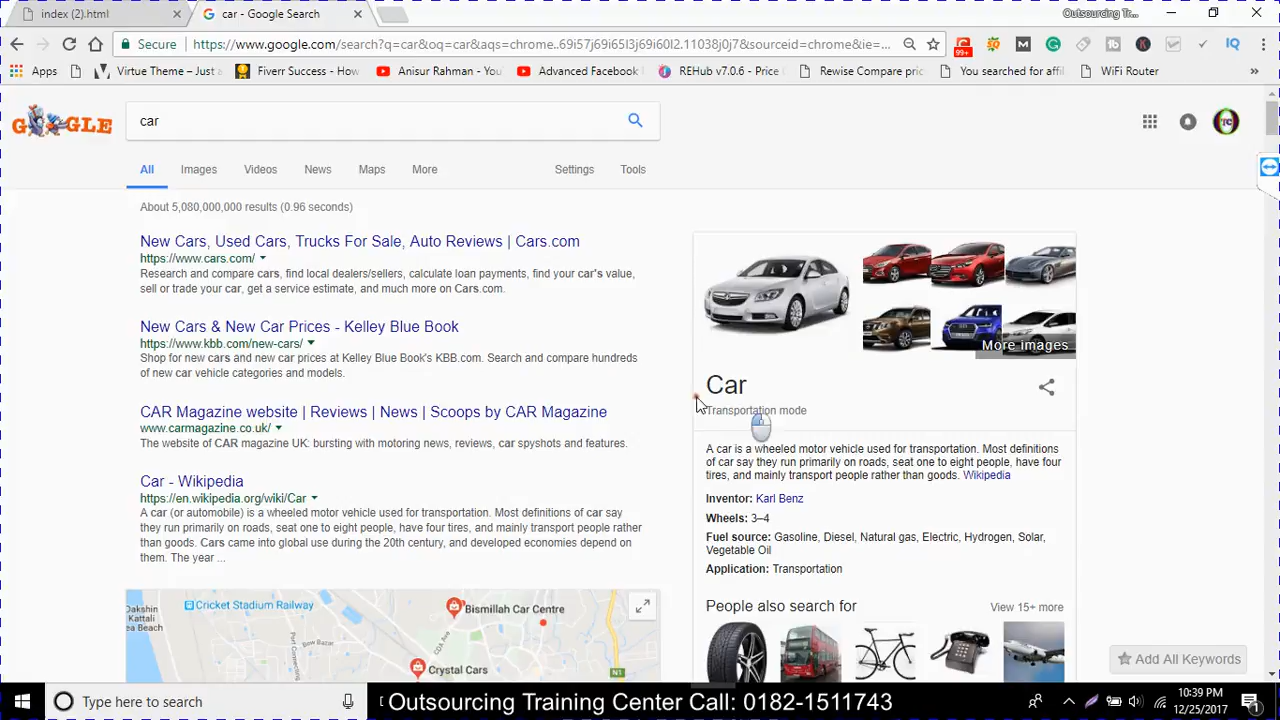 index (2).html
car - Google Search
Outsourcing Tr...
Secure
https://www.google.com/search?q=car&oq=car&aqs=chrome..69i57j69i65l3j69i60l2.11038j0j7&sourceid=chrome&ie=...
99+
IQ
Apps
Virtue Theme – Just a
Fiverr Success - How
Anisur Rahman - You
Advanced Facebook
REHub v7.0.6 - Price C
Rewise Compare pric
You searched for affil
WiFi Router
GOOGLE
car
All
Images
Videos
News
Maps
More
Settings
Tools
About 5,080,000,000 results (0.96 seconds)
New Cars, Used Cars, Trucks For Sale, Auto Reviews | Cars.com
https://www.cars.com/
Research and compare cars, find local dealers/sellers, calculate loan payments, find your car's value,
sell or trade your car, get a service estimate, and much more on Cars.com.
New Cars & New Car Prices - Kelley Blue Book
https://www.kbb.com/new-cars/
Shop for new cars and new car prices at Kelley Blue Book's KBB.com. Search and compare hundreds
of new car vehicle categories and models.
CAR Magazine website | Reviews | News | Scoops by CAR Magazine
www.carmagazine.co.uk/
The website of CAR magazine UK: bursting with motoring news, reviews, car spyshots and features.
Car - Wikipedia
https://en.wikipedia.org/wiki/Car
A car (or automobile) is a wheeled motor vehicle used for transportation. Most definitions of car say
they run primarily on roads, seat one to eight people, have four tires, and mainly transport people rather
than goods. Cars came into global use during the 20th century, and developed economies depend on
them. The year ...
Dakshin
Kattali
ea Beach
Cricket Stadium Railway
Bow Bazar
Bismillah Car Centre
Crystal Cars
N1
More images
Car
Transportation mode
A car is a wheeled motor vehicle used for transportation. Most definitions
of car say they run primarily on roads, seat one to eight people, have four
tires, and mainly transport people rather than goods. Wikipedia
Inventor: Karl Benz
Wheels: 3–4
Fuel source: Gasoline, Diesel, Natural gas, Electric, Hydrogen, Solar,
Vegetable Oil
Application: Transportation
People also search for
View 15+ more
Add All Keywords
Type here to search
Outsourcing Training Center Call: 0182-1511743
10:39 PM
12/25/2017